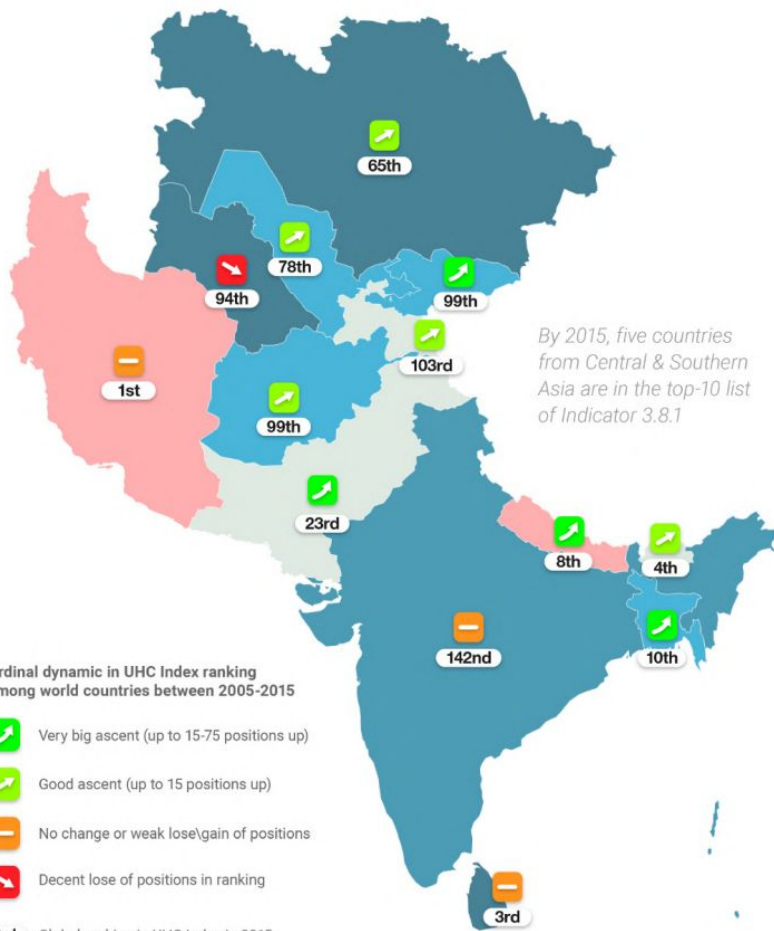 65th
78th
94th
99th
103rd
1st
By 2015, five countries
from Central & Southern
Asia are in the top-10 list
of Indicator 3.8.1
99th
23rd
8th
4th
142nd
10th
rdinal dynamic in UHC Index ranking
mong world countries between 2005-2015
Very big ascent (up to 15-75 positions up)
Good ascent (up to 15 positions up)
No change or weak lose\gain of positions
Decent lose of positions in ranking
3rd